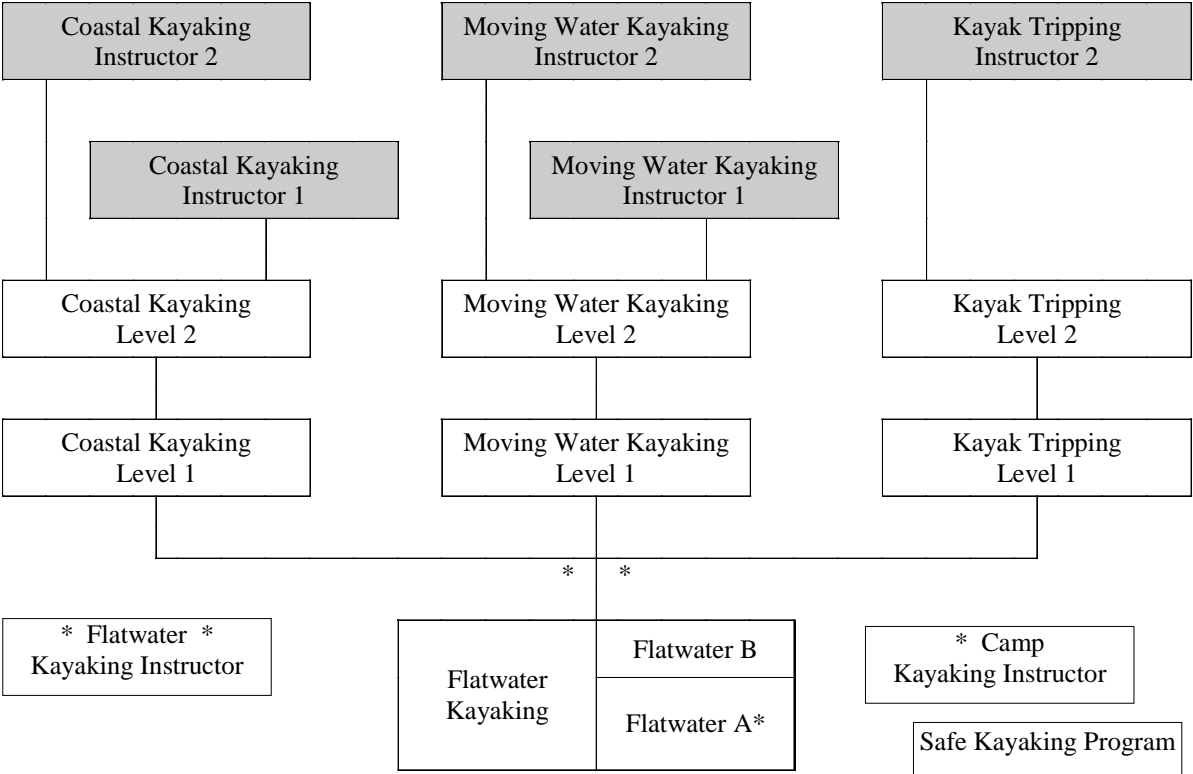 Coastal Kayaking
Instructor 2
Moving Water Kayaking
Instructor 2
Kayak Tripping
Instructor 2
Coastal Kayaking
Instructor 1
Moving Water Kayaking
Instructor 1
Coastal Kayaking
Level 2
Moving Water Kayaking
Level 2
Kayak Tripping
Level 2
Coastal Kayaking
Level 1
Moving Water Kayaking
Level 1
Kayak Tripping
Level 1
* *
* Flatwater *
Kayaking Instructor
Flatwater
Kayaking
Flatwater B
Flatwater A*
* Camp
Kayaking Instructor
Safe Kayaking Program